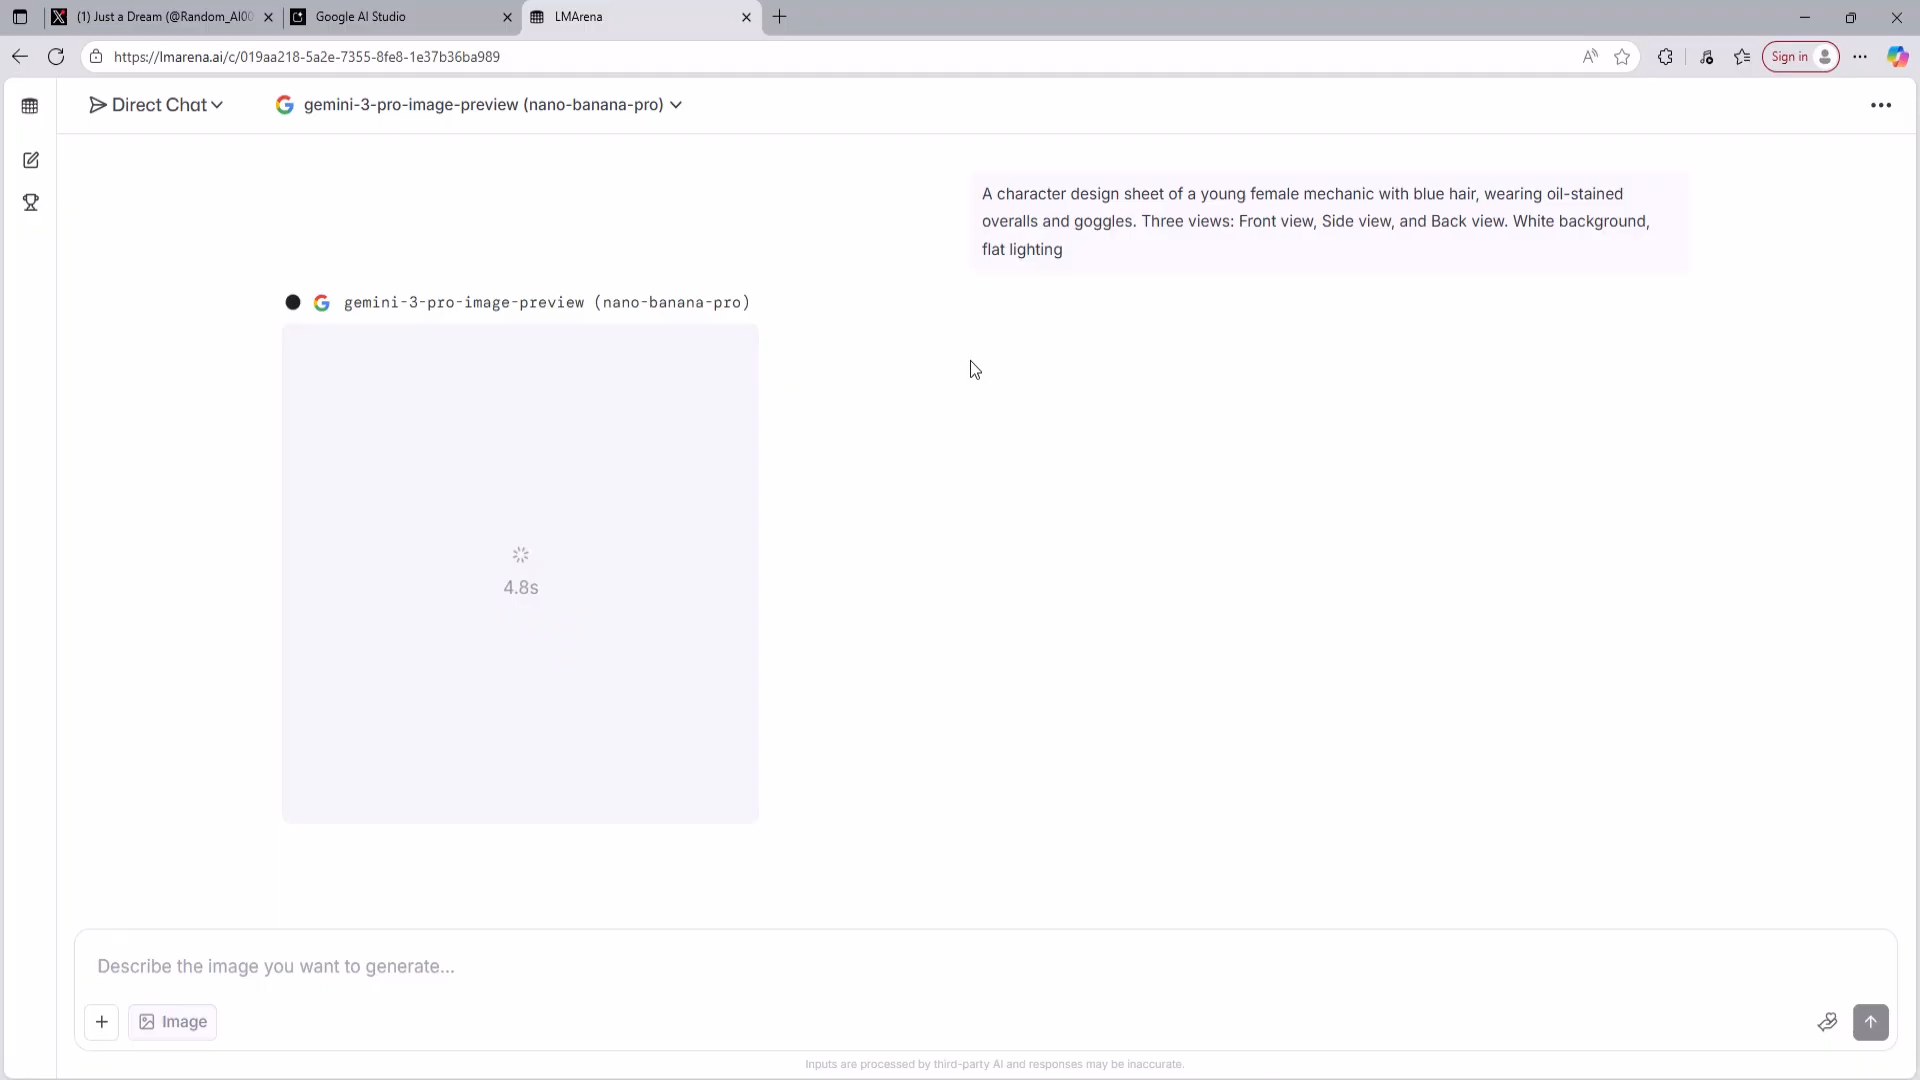 (1) Just a Dream (@Random_AI00
Google AI Studio
LMArena
https://lmarena.ai/c/019aa218-5a2e-7355-8fe8-1e37b36ba989
Sign in
Direct Chat
gemini-3-pro-image-preview (nano-banana-pro)
A character design sheet of a young female mechanic with blue hair, wearing oil-stained
overalls and goggles. Three views: Front view, Side view, and Back view. White background,
flat lighting
gemini-3-pro-image-preview (nano-banana-pro)
4.8s
Describe the image you want to generate...
Image
Inputs are processed by third-party AI and responses may be inaccurate.